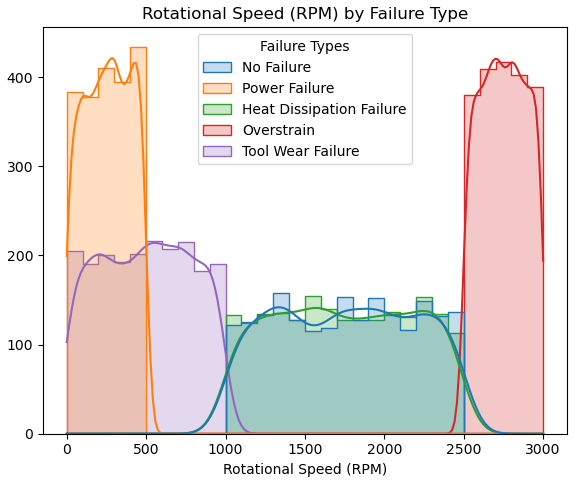 Rotational Speed (RPM) by Failure Type
Failure Types
No Failure
Power Failure
Heat Dissipation Failure
Overstrain
Tool Wear Failure
400
300
200
100
0
0 500 1000 1500 2000 2500 3000
Rotational Speed (RPM)